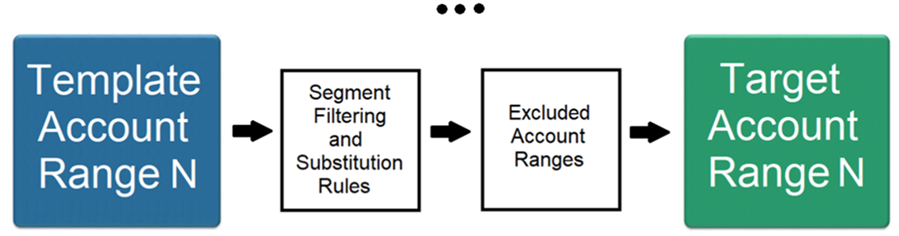 ...
Template
Account
Range N
Segment
Filtering
and
Substitution
Rules
Excluded
Account
Ranges
Target
Account
Range N